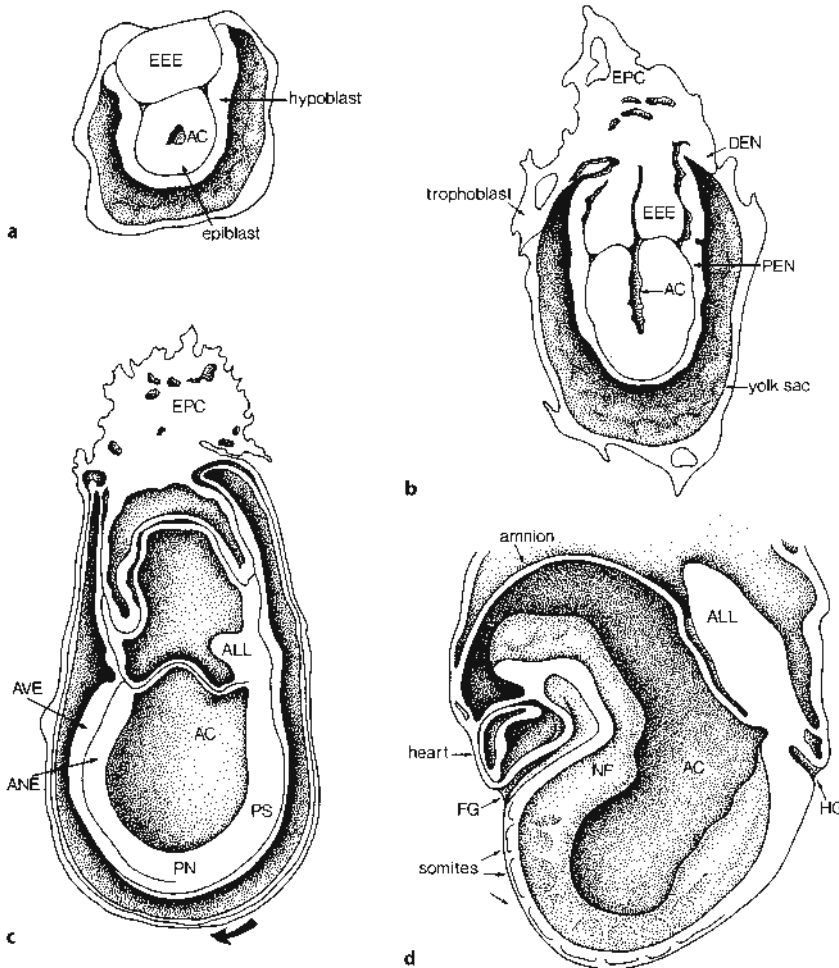 EEE
hypoblast
AC
epiblast
a
EPC
DEN
trophoblast
EEE
PEN
AC
yolk sac
b
EPC
ALL
AVE
AC
ANE
PS
PN
c
amnion
ALL
heart
NF
AC
FG
HG
somites
d